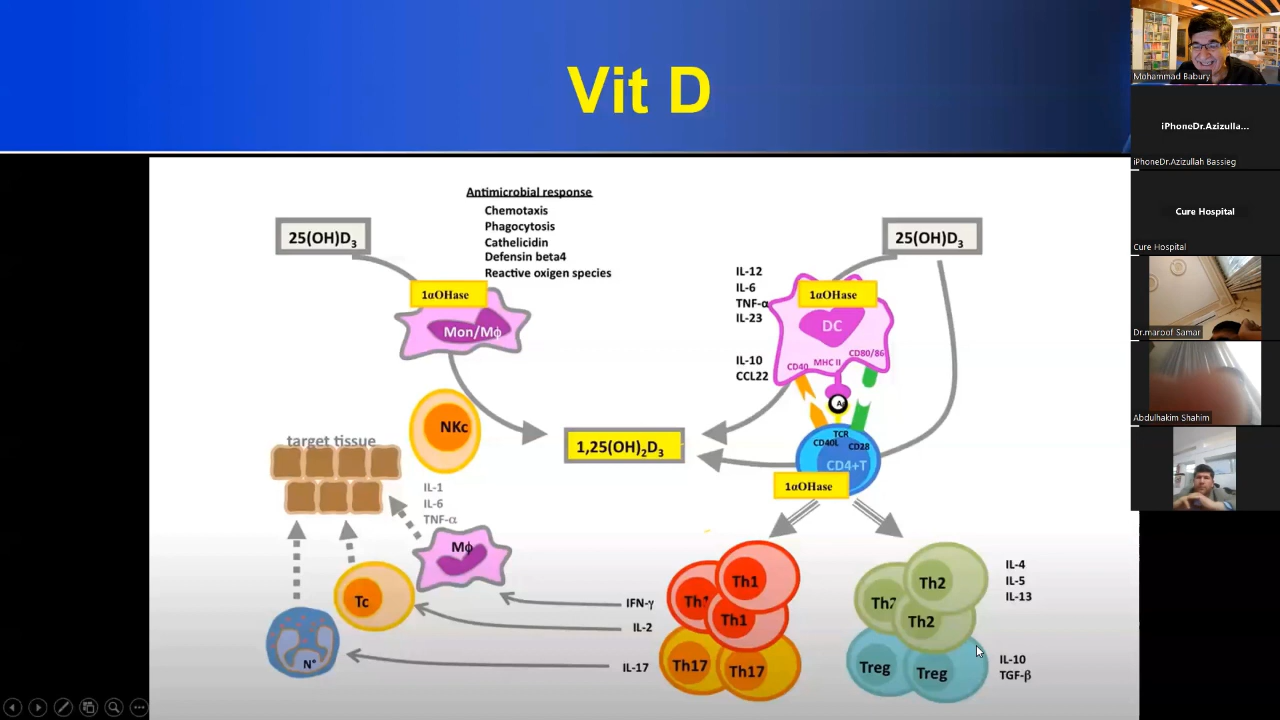 Vit D
Antimicrobial response
Chemotaxis
Phagocytosis
Cathelicidin
Defensin beta4
Reactive oxigen species
25(OH)D3
25(OH)D3
1αOHase
Mon/Mϕ
IL-12
IL-6
TNF-α
IL-23
IL-10
CCL22
1αOHase
DC
CD40
MHC II
CD80/86
TCR
CD40L
CD28
CD4+T
1αOHase
NKc
1,25(OH)2D3
target tissue
IL-1
IL-6
TNF-α
Mϕ
Tc
N°
IFN-γ
IL-2
IL-17
Th1
Th1
Th17
Th17
Th2
Th2
Treg
Treg
IL-4
IL-5
IL-13
IL-10
TGF-β
Mohammad Babury
iPhoneDr.Azizulla...
iPhoneDr.Azizullah Bassieg
Cure Hospital
Cure Hospital
Dr.maroof Samar
Abdulhakim Shahim